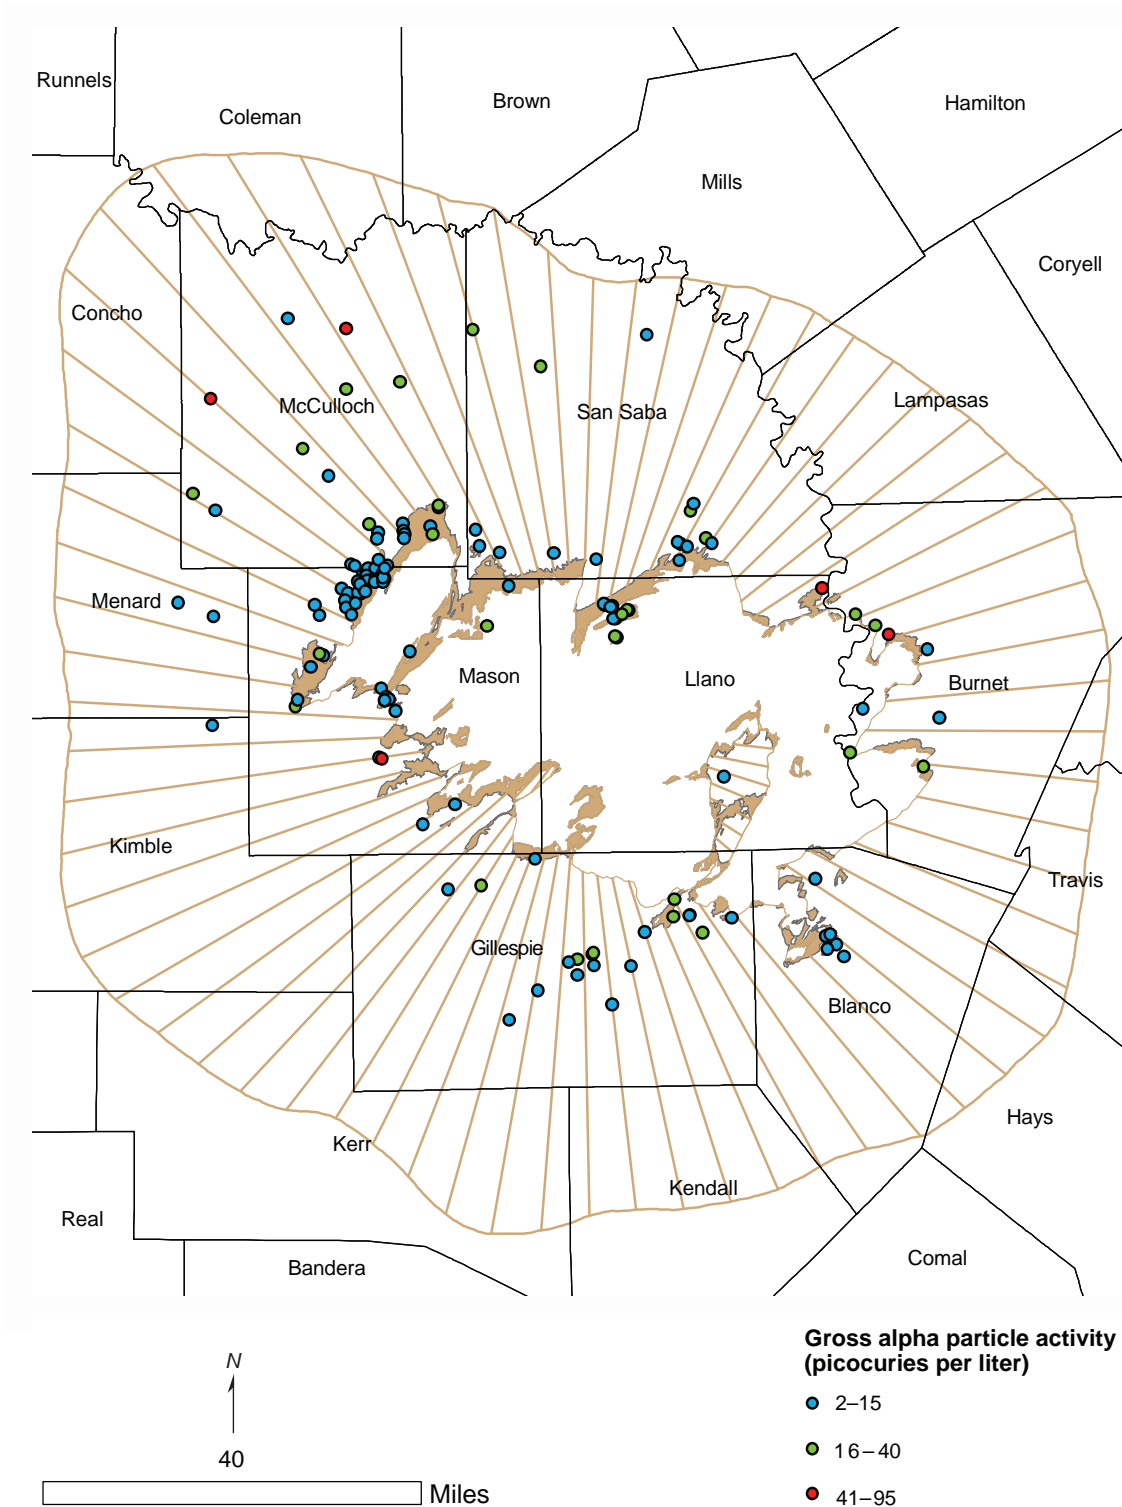 Runnels
Coleman
Brown
Hamilton
Mills
Coryell
Concho
McCulloch
San Saba
Lampasas
Menard
Mason
Llano
Burnet
Kimble
Travis
Gillespie
Blanco
Kerr
Hays
Kendall
Real
Bandera
Comal
N
40
Miles
Gross alpha particle activity
(picocuries per liter)
2–15
16–40
41–95